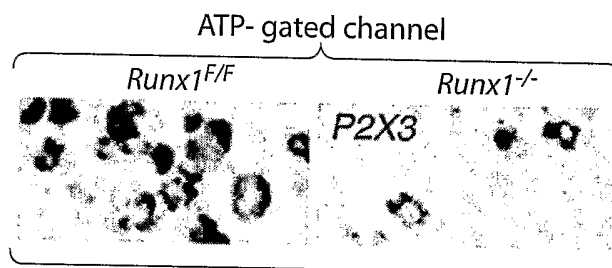 ATP- gated channel
Runx1F/F
Runx1-/-
P2X3